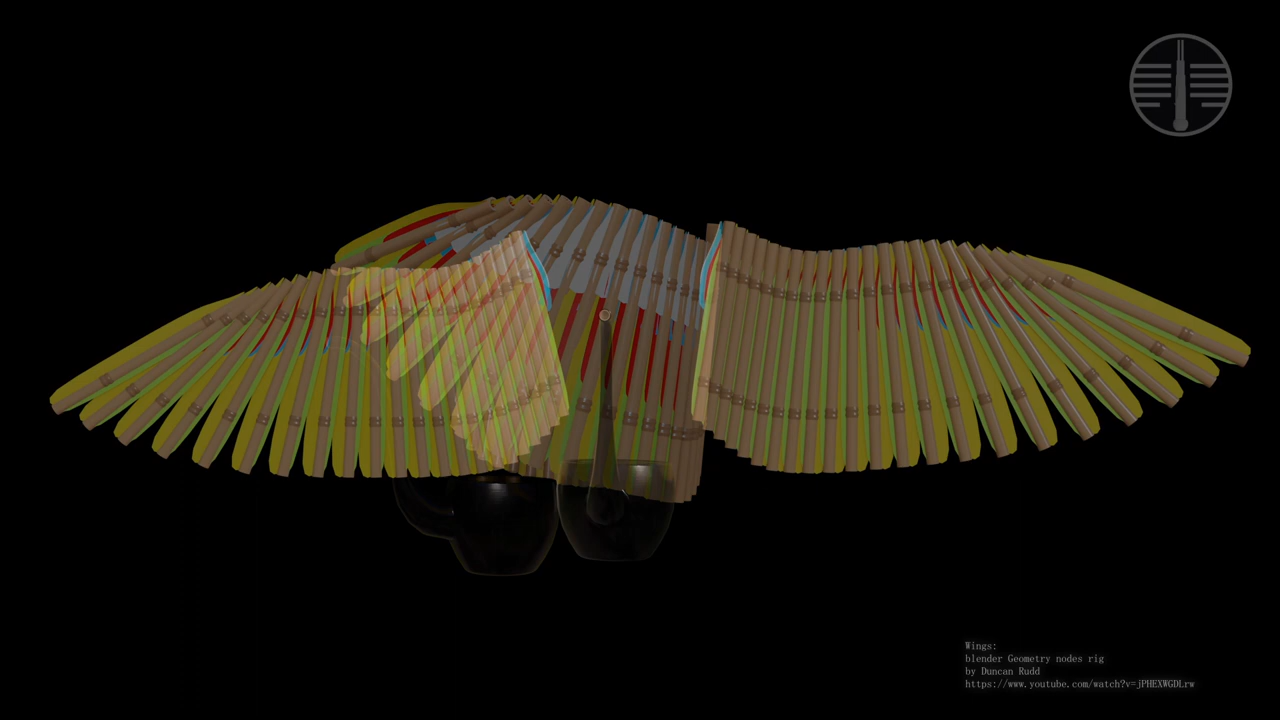 Wings:
blender Geometry nodes rig
by Duncan Rudd
https://www.youtube.com/watch?v=jPHEXWGDLrw